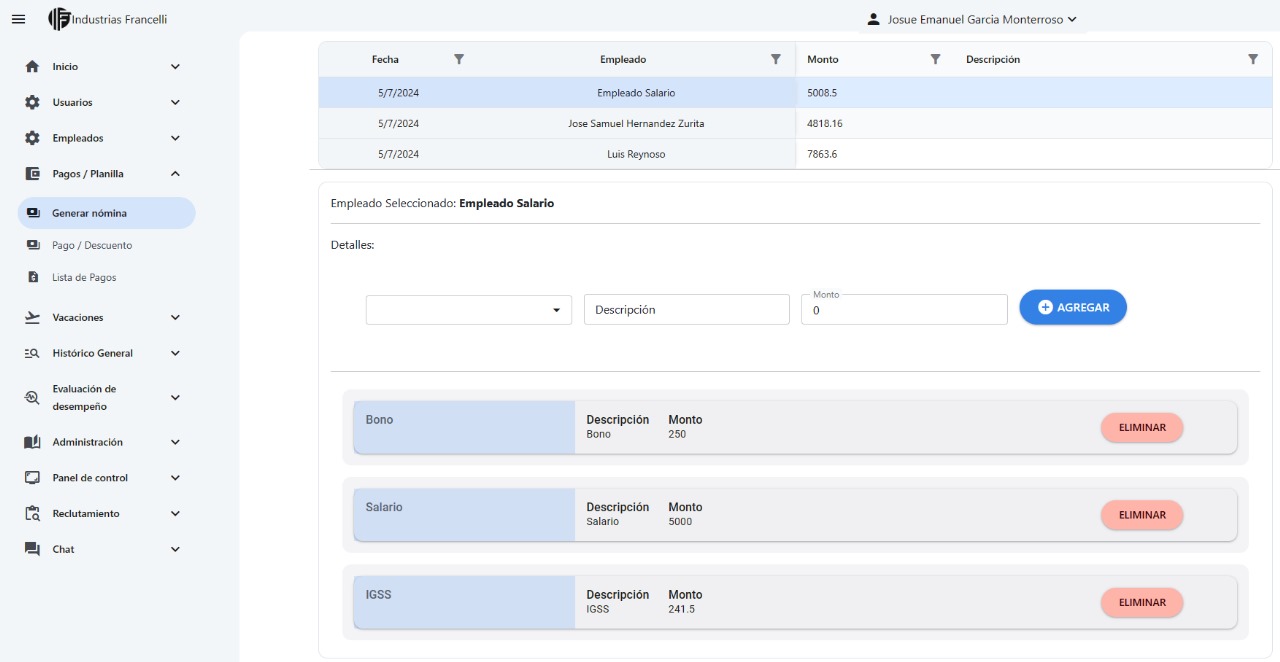 Industrias Francelli
Josue Emanuel Garcia Monterroso
Inicio
Usuarios
Empleados
Pagos / Planilla
Generar nómina
Pago / Descuento
Lista de Pagos
Vacaciones
Histórico General
Evaluación de
desempeño
Administración
Panel de control
Reclutamiento
Chat
Fecha Empleado Monto Descripción
5/7/2024 Empleado Salario 5008.5
5/7/2024 Jose Samuel Hernandez Zurita 4818.16
5/7/2024 Luis Reynoso 7863.6
Empleado Seleccionado: Empleado Salario
Detalles:
Descripción
Monto
0
AGREGAR
Bono
Descripción Monto
Bono 250
ELIMINAR
Salario
Descripción Monto
Salario 5000
ELIMINAR
IGSS
Descripción Monto
IGSS 241.5
ELIMINAR